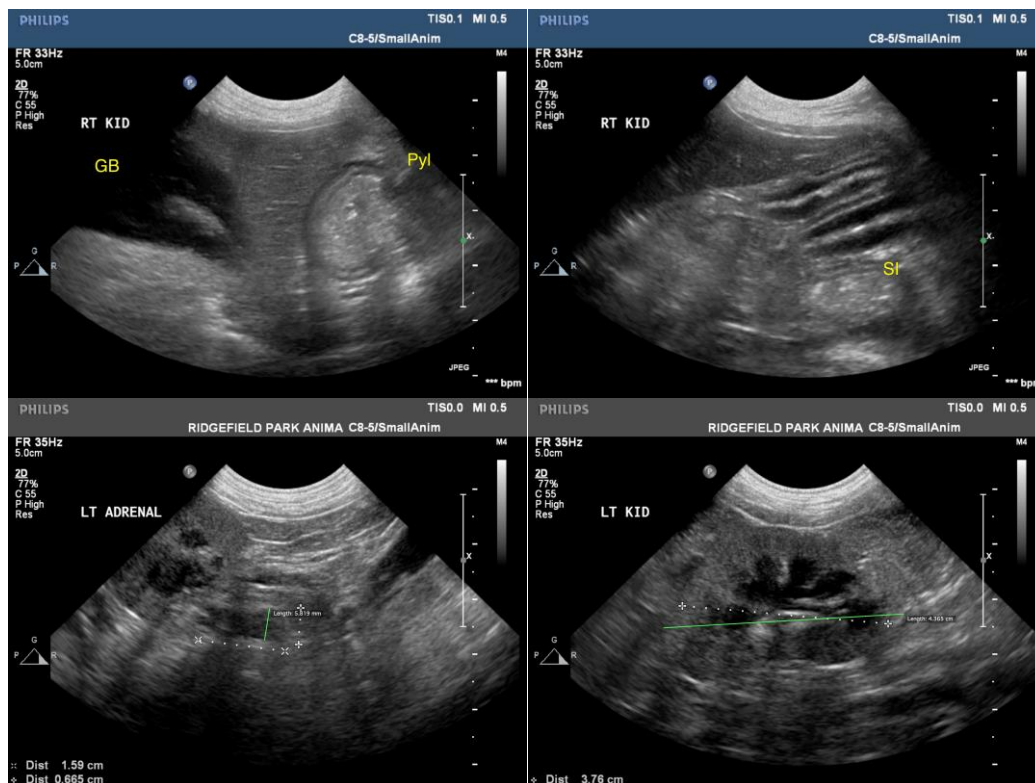 PHILIPS
TIS0.1 MI 0.5
C8-5/SmallAnim
FR 33Hz
5.0cm
M4
2D
77%
C 55
P High
Res
P
RT KID
GB
Pyl
X
G
P R
JPEG
*** bpm
PHILIPS
TIS0.1 MI 0.5
C8-5/SmallAnim
FR 33Hz
5.0cm
M4
2D
77%
C 55
P High
Res
P
RT KID
SI
X
G
P R
JPEG
*** bpm
PHILIPS
TIS0.0 MI 0.5
RIDGEFIELD PARK ANIMA C8-5/SmallAnim
FR 35Hz
5.0cm
M4
2D
77%
C 55
P High
Res
P
LT ADRENAL
X
G
P R
Dist 1.59 cm
Dist 0.665 cm
PHILIPS
TIS0.0 MI 0.5
RIDGEFIELD PARK ANIMA C8-5/SmallAnim
FR 35Hz
5.0cm
M4
2D
77%
C 55
P High
Res
P
LT KID
X
Length: 4.363 cm
G
P R
Dist 3.76 cm